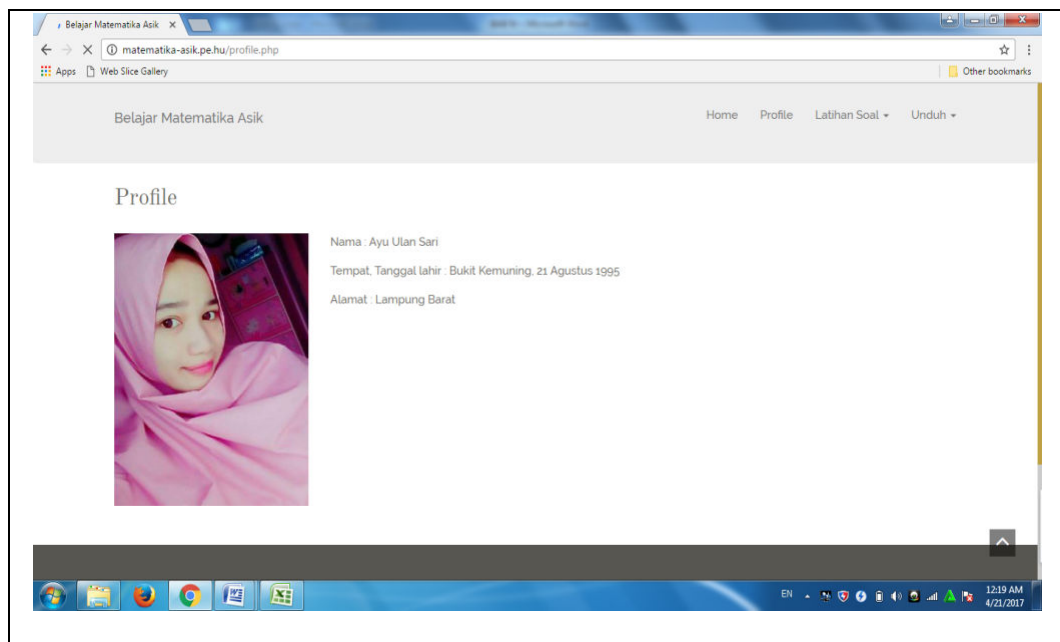 Belajar Matematika Asik
matematika-asik.pe.hu/profile.php
Apps Web Slice Gallery Other bookmarks
Belajar Matematika Asik Home Profile Latihan Soal Unduh
Profile
Nama : Ayu Ulan Sari
Tempat, Tanggal lahir : Bukit Kemuning, 21 Agustus 1995
Alamat : Lampung Barat
EN 12:19 AM
4/21/2017